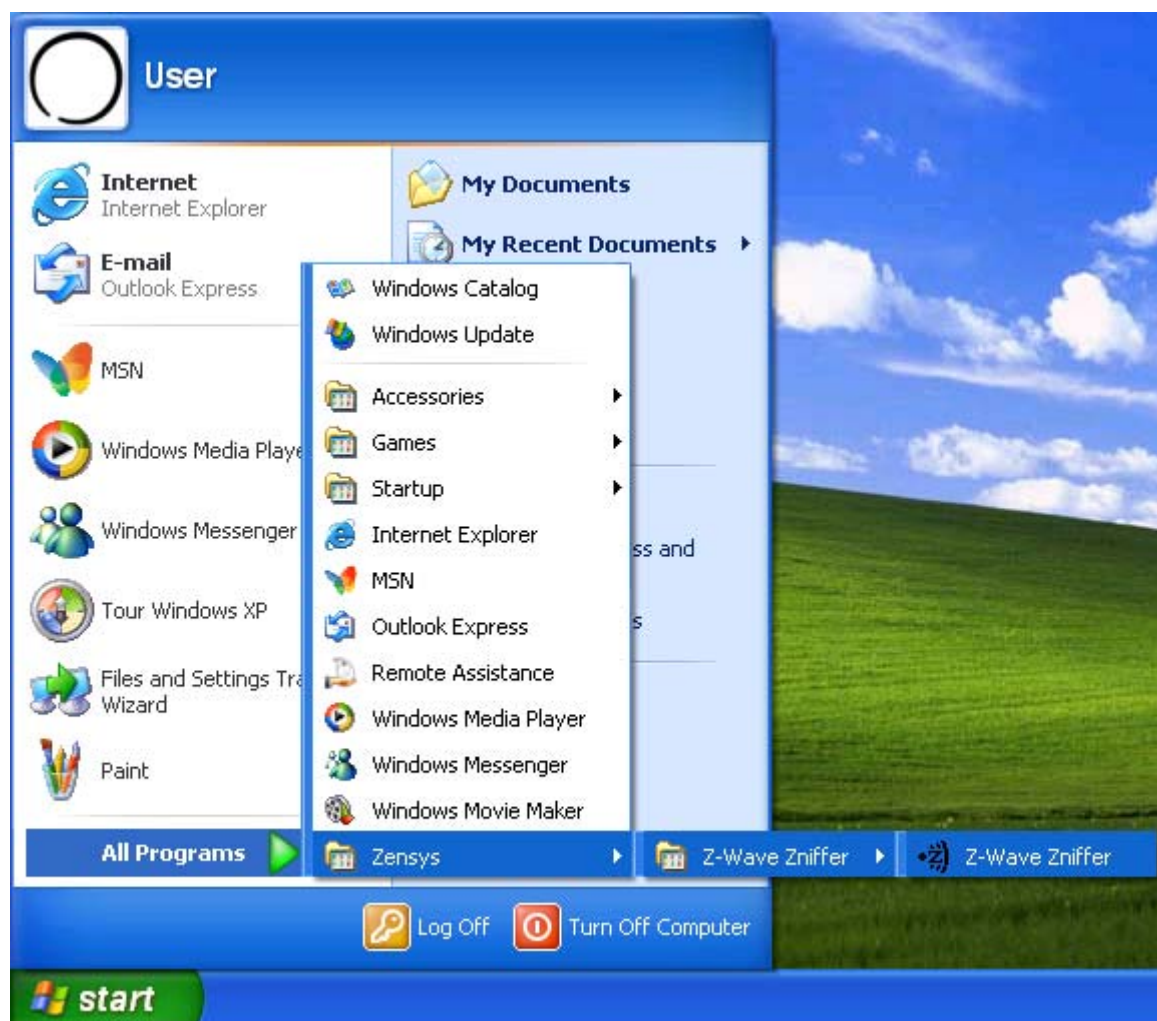 User
Internet
Internet Explorer
E-mail
Outlook Express
MSN
Windows Media Playe
Windows Messenger
Tour Windows XP
Files and Settings Tra
Wizard
Paint
All Programs
My Documents
My Recent Documents
ss and
s
Windows Catalog
Windows Update
Accessories
Games
Startup
Internet Explorer
MSN
Outlook Express
Remote Assistance
Windows Media Player
Windows Messenger
Windows Movie Maker
Zensys
Z-Wave Zniffer
Z-Wave Zniffer
Log Off
Turn Off Computer
start